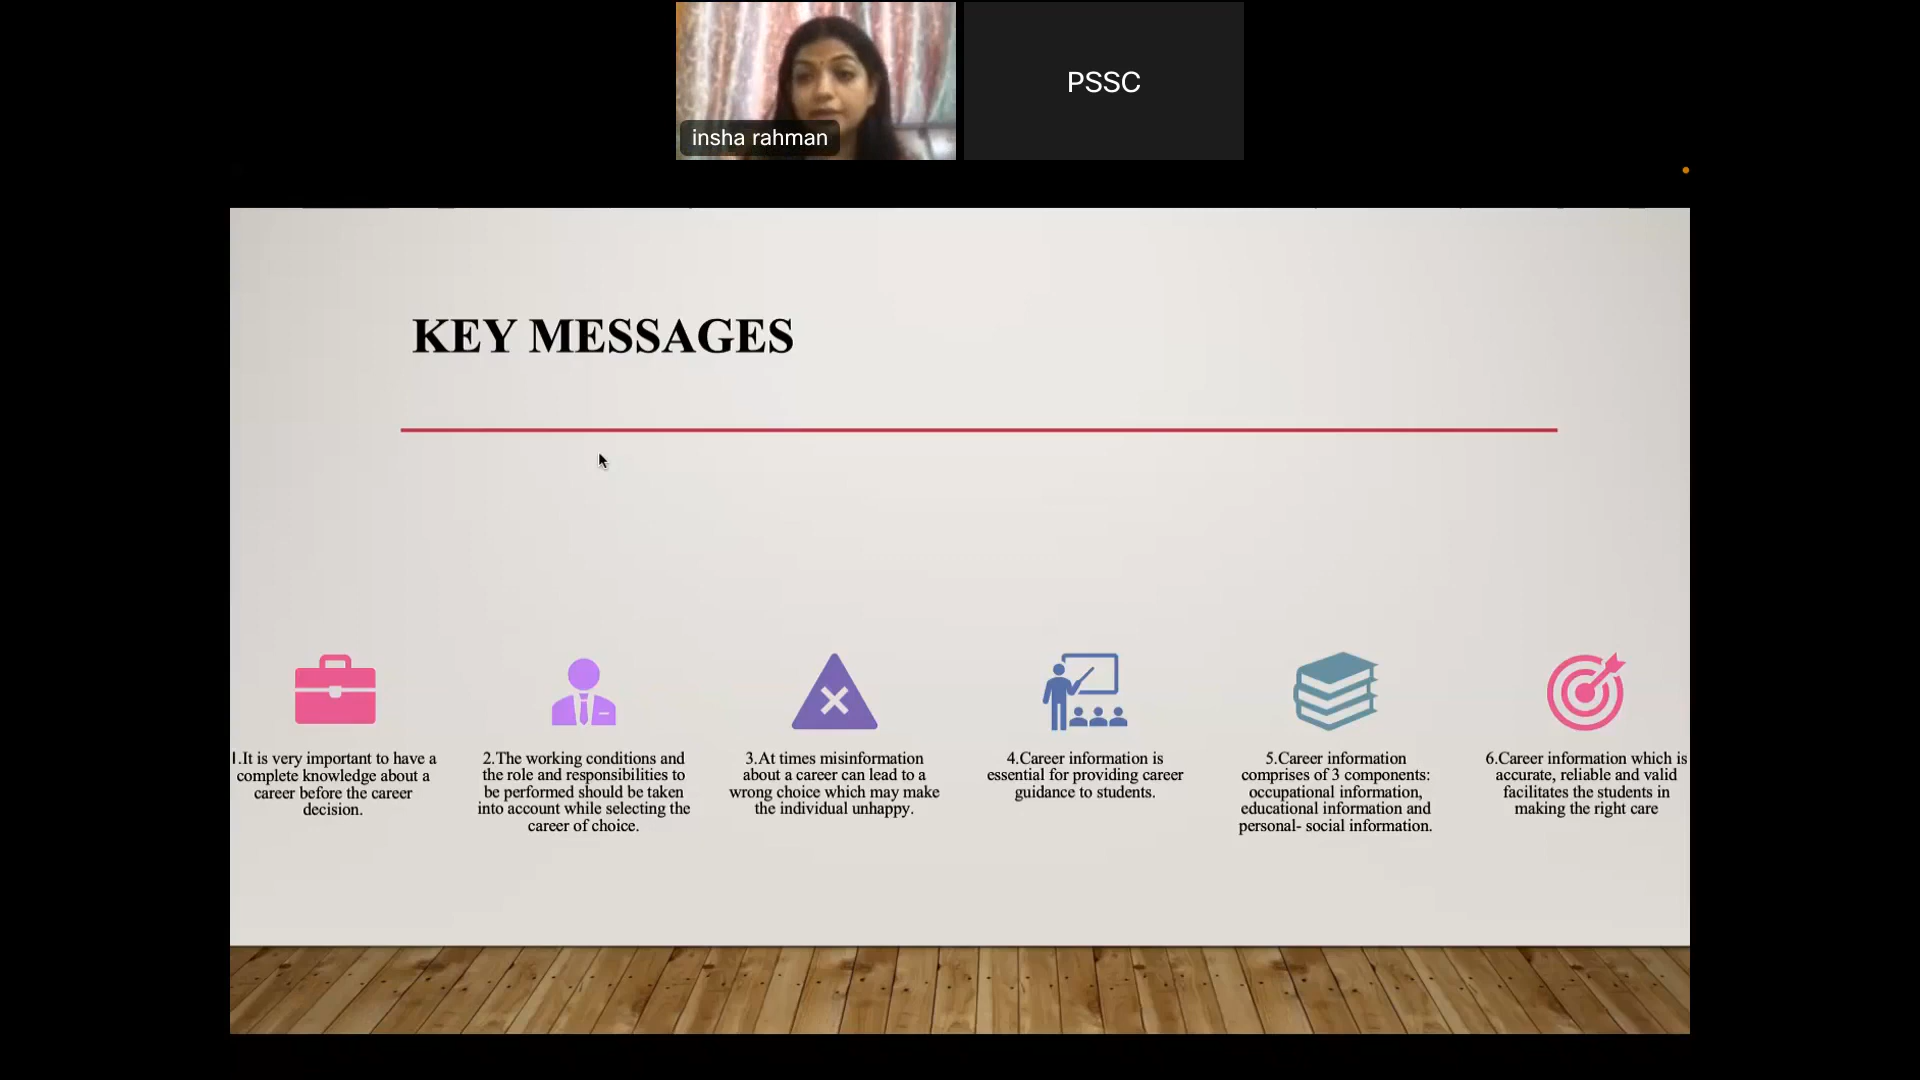 PSSC
insha rahman
KEY MESSAGES
1.It is very important to have a
complete knowledge about a
career before the career
decision.
2.The working conditions and
the role and responsibilities to
be performed should be taken
into account while selecting the
career of choice.
3.At times misinformation
about a career can lead to a
wrong choice which may make
the individual unhappy.
4.Career information is
essential for providing career
guidance to students.
5.Career information
comprises of 3 components:
occupational information,
educational information and
personal- social information.
6.Career information which is
accurate, reliable and valid
facilitates the students in
making the right care